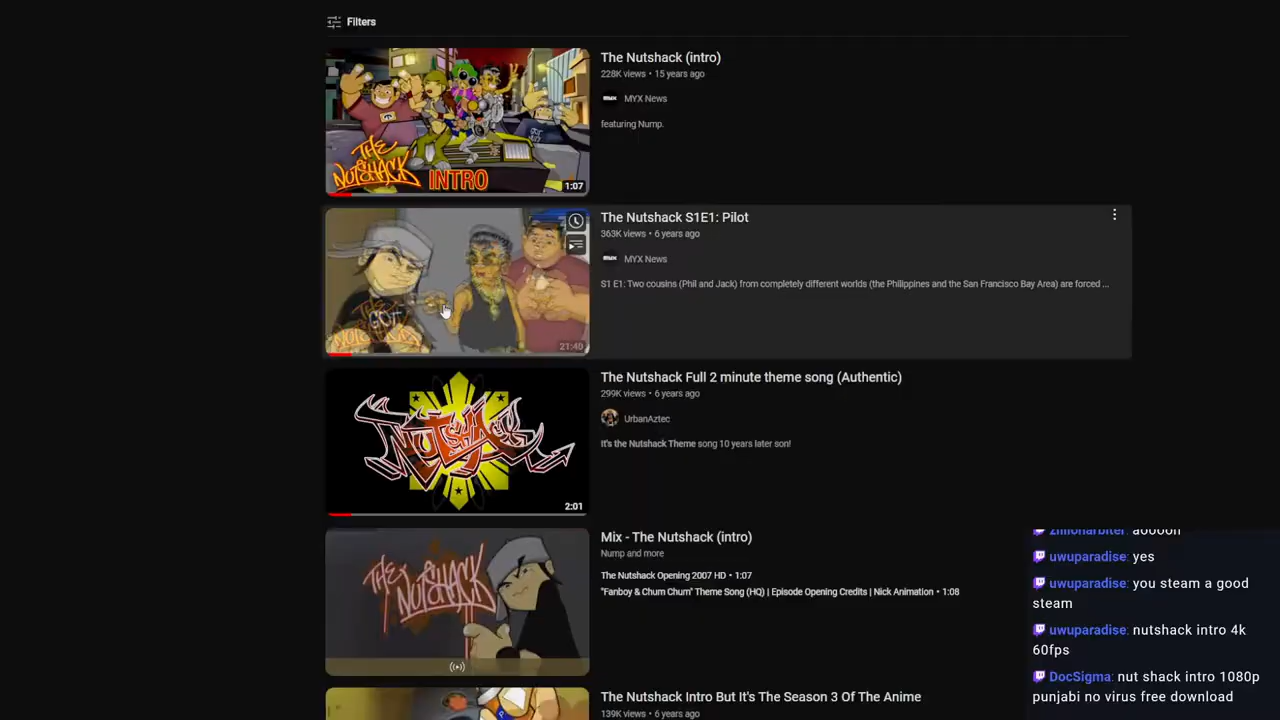 Filters
The Nutshack (intro)
228K views • 15 years ago
MYX News
featuring Nump.
THE
NUTSHACK INTRO
1:07
The Nutshack S1E1: Pilot
363K views • 6 years ago
MYX News
S1 E1: Two cousins (Phil and Jack) from completely different worlds (the Philippines and the San Francisco Bay Area) are forced ...
21:40
The Nutshack Full 2 minute theme song (Authentic)
299K views • 6 years ago
UrbanAztec
It's the Nutshack Theme song 10 years later son!
NUTSHACK
2:01
Mix - The Nutshack (intro)
Nump and more
The Nutshack Opening 2007 HD • 1:07
"Fanboy & Chum Chum" Theme Song (HQ) | Episode Opening Credits | Nick Animation • 1:08
THE
NUTSHACK
The Nutshack Intro But It's The Season 3 Of The Anime
139K views • 6 years ago
uwuparadise: yes
uwuparadise: you steam a good
steam
uwuparadise: nutshack intro 4k
60fps
DocSigma: nut shack intro 1080p
punjabi no virus free download